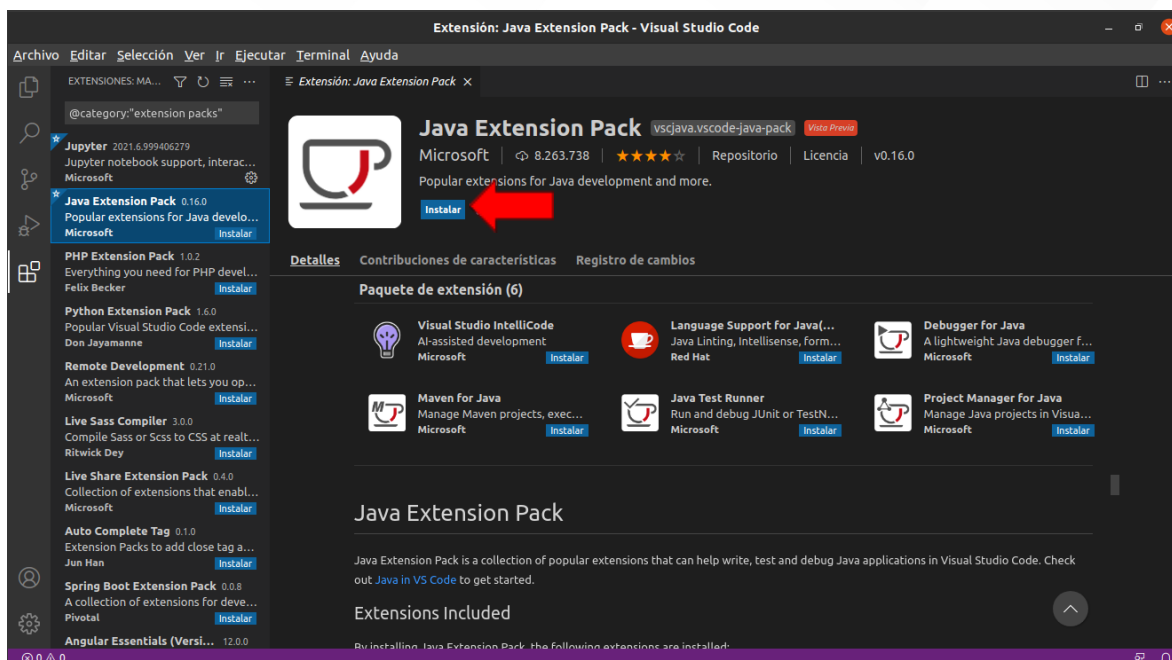 Extensión: Java Extension Pack - Visual Studio Code
Archivo Editar Selección Ver Ir Ejecutar Terminal Ayuda
EXTENSIONES: MA...
@category:"extension packs"
Jupyter 2021.6.999406279
Jupyter notebook support, interac...
Microsoft
Java Extension Pack 0.16.0
Popular extensions for Java develo...
Microsoft Instalar
PHP Extension Pack 1.0.2
Everything you need for PHP devel...
Felix Becker Instalar
Python Extension Pack 1.6.0
Popular Visual Studio Code extensi...
Don Jayamanne Instalar
Remote Development 0.21.0
An extension pack that lets you op...
Microsoft Instalar
Live Sass Compiler 3.0.0
Compile Sass or Scss to CSS at realt...
Ritwick Dey Instalar
Live Share Extension Pack 0.4.0
Collection of extensions that enabl...
Microsoft Instalar
Auto Complete Tag 0.1.0
Extension Packs to add close tag a...
Jun Han Instalar
Spring Boot Extension Pack 0.0.8
A collection of extensions for deve...
Pivotal Instalar
Angular Essentials (Versi... 12.0.0
Extensión: Java Extension Pack
Java Extension Pack vscjava.vscode-java-pack Vista Previa
Microsoft 8.263.738 Repositorio Licencia v0.16.0
Popular extensions for Java development and more.
Instalar
Detalles Contribuciones de características Registro de cambios
Paquete de extensión (6)
Visual Studio IntelliCode
AI-assisted development
Microsoft Instalar
Language Support for Java(...
Java Linting, Intellisense, form...
Red Hat Instalar
Debugger for Java
A lightweight Java debugger f...
Microsoft Instalar
Maven for Java
Manage Maven projects, exec...
Microsoft Instalar
Java Test Runner
Run and debug JUnit or TestN...
Microsoft Instalar
Project Manager for Java
Manage Java projects in Visua...
Microsoft Instalar
Java Extension Pack
Java Extension Pack is a collection of popular extensions that can help write, test and debug Java applications in Visual Studio Code. Check
out Java in VS Code to get started.
Extensions Included
By installing Java Extension Pack, the following extensions are installed:
0 0